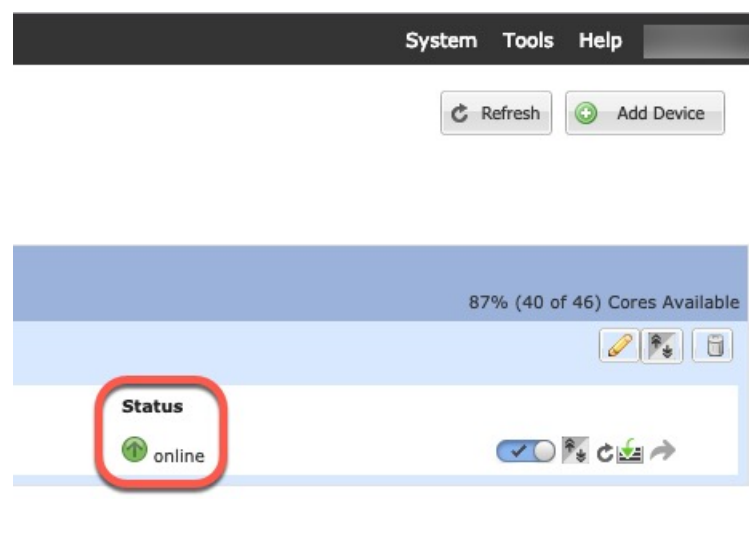 System Tools Help
Refresh Add Device
87% (40 of 46) Cores Available
Status
online